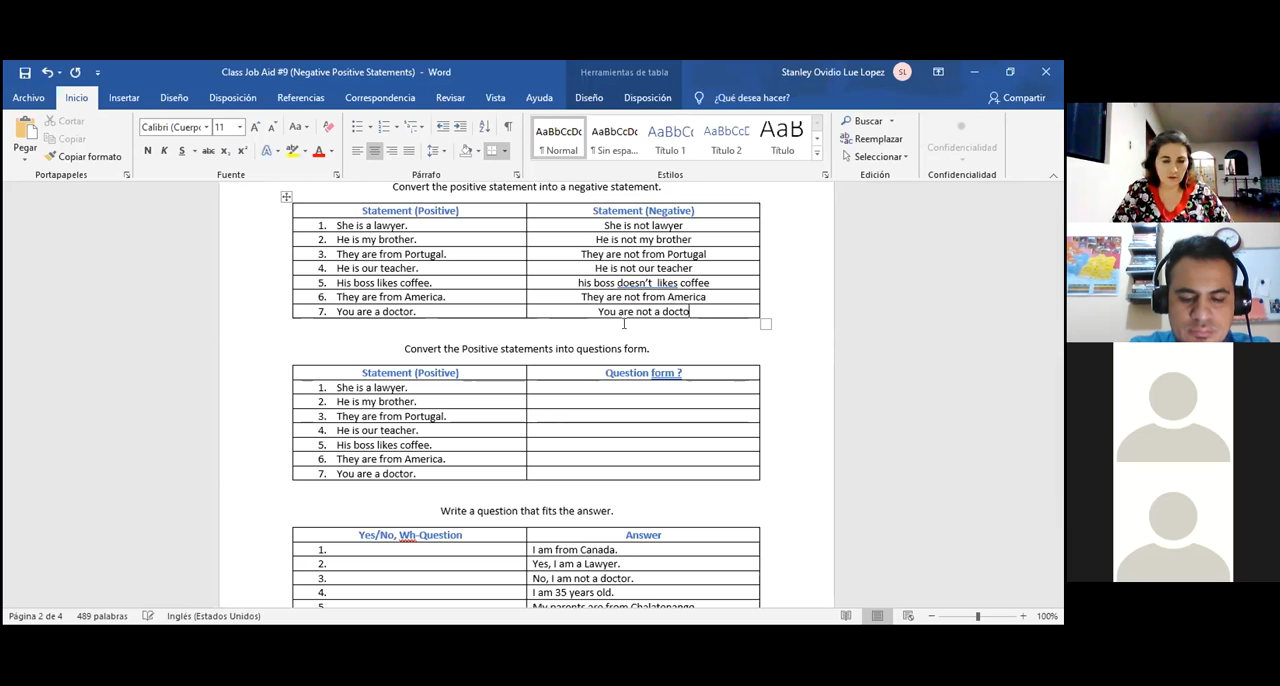 Class Job Aid #9 (Negative Positive Statements) - Word
Herramientas de tabla
Stanley Ovidio Lue Lopez
SL
Archivo Inicio Insertar Diseño Disposición Referencias Correspondencia Revisar Vista Ayuda Diseño Disposición ¿Qué desea hacer? Compartir
Pegar
Cortar
Copiar
Copiar formato
Portapapeles
Calibri (Cuerpo 11
Fuente
Párrafo
AaBbCcDc AaBbCcDc AaBbCc AaBbCcD AaB
¶ Normal ¶ Sin espa... Título 1 Título 2 Título
Estilos
Buscar
Reemplazar
Seleccionar
Edición
Confidencialidad
Confidencialidad
Convert the positive statement into a negative statement.
Statement (Positive) Statement (Negative)
1. She is a lawyer. She is not lawyer
2. He is my brother. He is not my brother
3. They are from Portugal. They are not from Portugal
4. He is our teacher. He is not our teacher
5. His boss likes coffee. his boss doesn't likes coffee
6. They are from America. They are not from America
7. You are a doctor. You are not a docto
Convert the Positive statements into questions form.
Statement (Positive) Question form ?
1. She is a lawyer.
2. He is my brother.
3. They are from Portugal.
4. He is our teacher.
5. His boss likes coffee.
6. They are from America.
7. You are a doctor.
Write a question that fits the answer.
Yes/No, Wh-Question Answer
1. I am from Canada.
2. Yes, I am a Lawyer.
3. No, I am not a doctor.
4. I am 35 years old.
5. My parents are from Chalatenango
Página 2 de 4 489 palabras Inglés (Estados Unidos) 100%